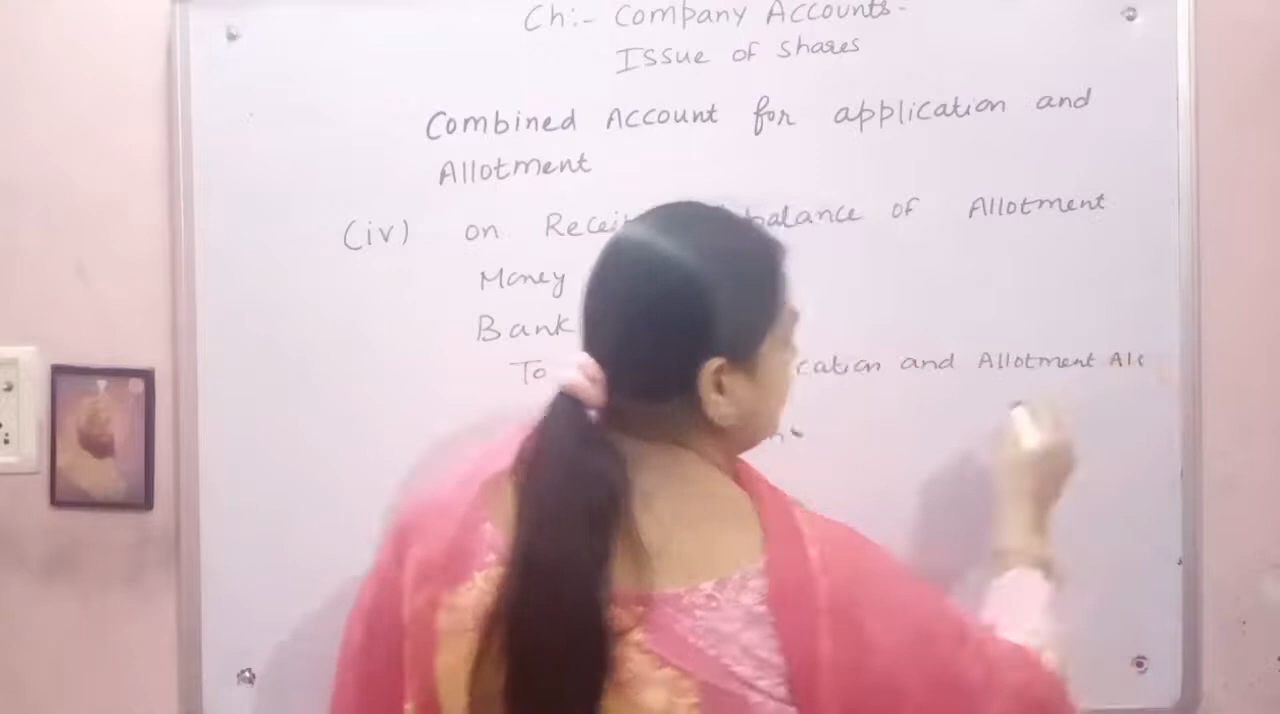 Ch:- Company Accounts-
Issue of shares
Combined Account for application and
Allotment
(iv) on balance of Allotment
Money
Bank
To and Allotment A/c